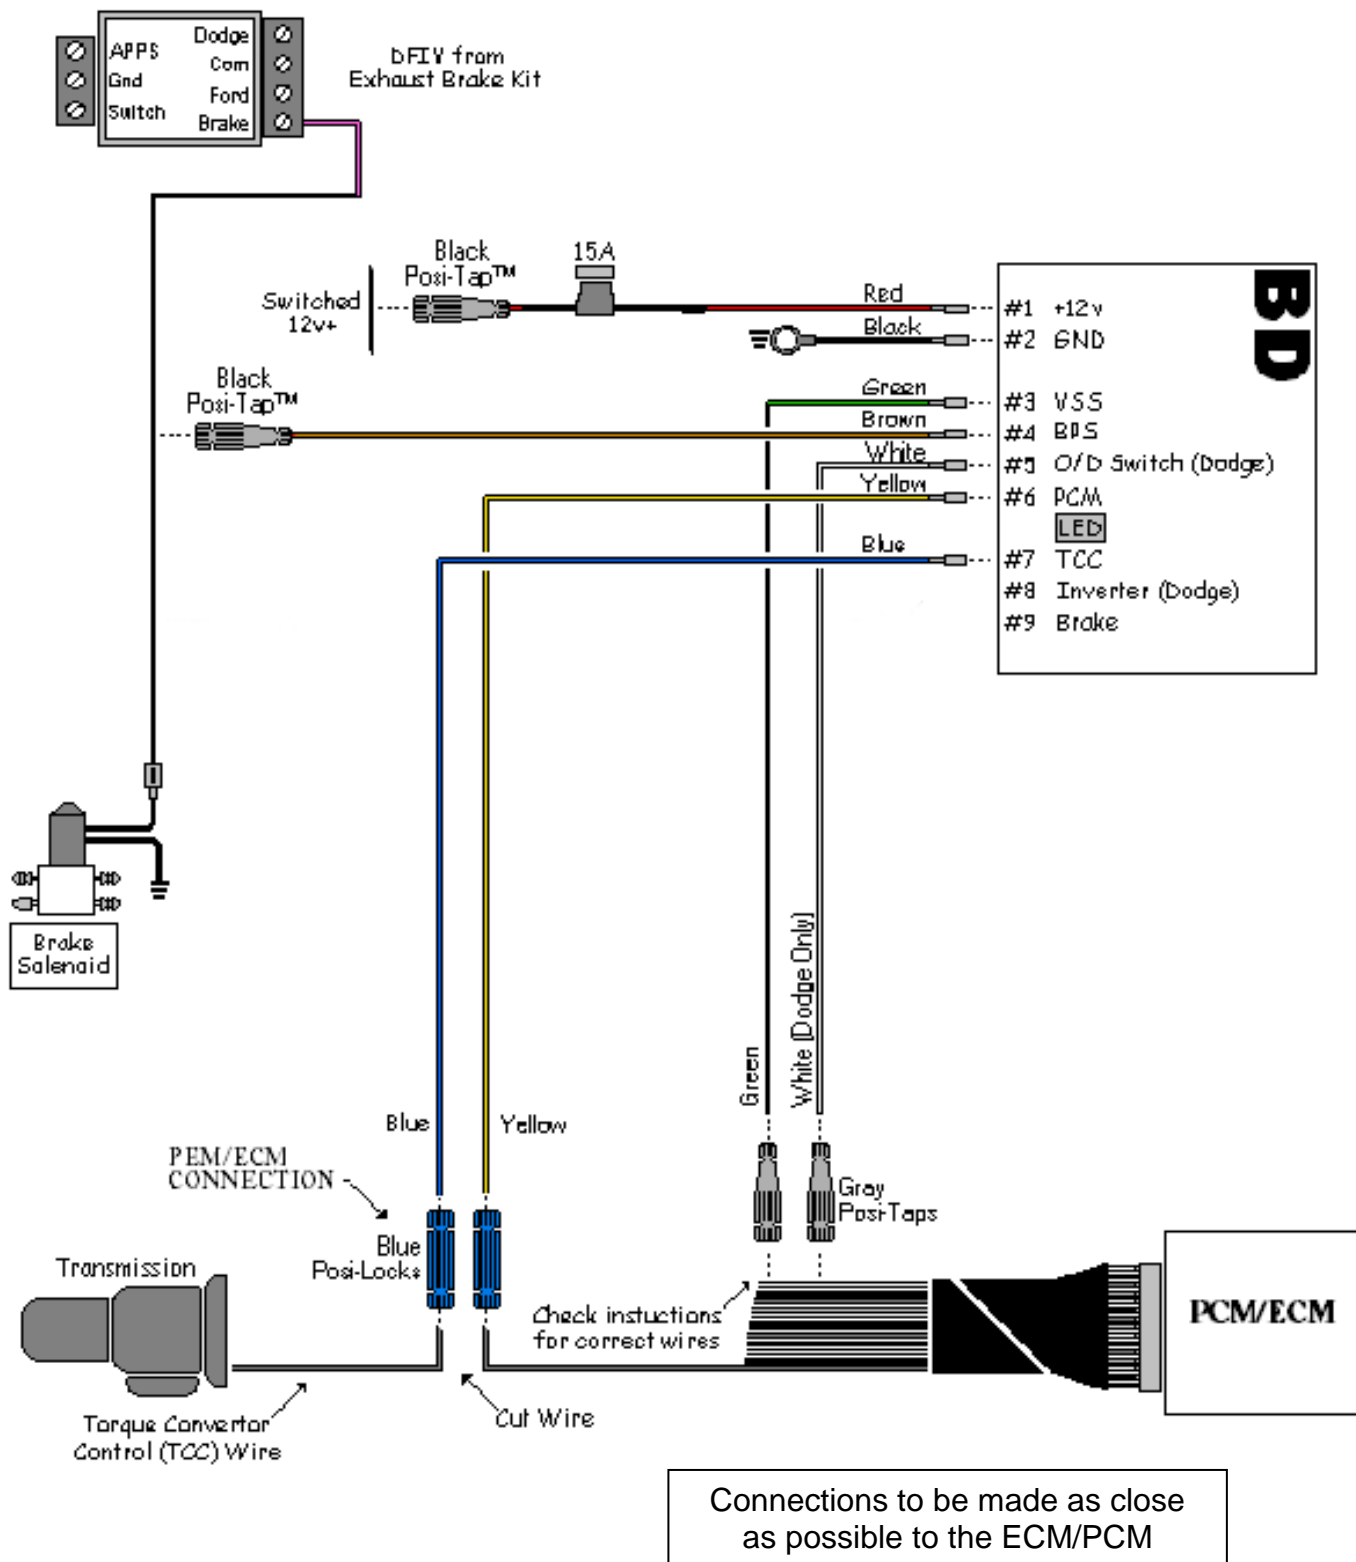 Dodge
APPS
Com
Gnd
Ford
Switch
Brake
DFIV from
Exhaust Brake Kit
Black
Posi-Tap™
15A
Switched
12v+
Red
Black
BD
#1 +12v
#2 GND
Black
Posi-Tap™
Green
Brown
White
Yellow
Blue
#3 VSS
#4 BPS
#5 O/D Switch (Dodge)
#6 PCM
LED
#7 TCC
#8 Inverter (Dodge)
#9 Brake
Brake
Salenaid
Green
White (Dodge Only)
Blue
Yellow
PEM/ECM
CONNECTION
Gray
Posi-Taps
Blue
Posi-Locks
Transmission
Check instuctions
for correct wires
PCM/ECM
Cut Wire
Torque Convertor
Control (TCC) Wire
Connections to be made as close
as possible to the ECM/PCM